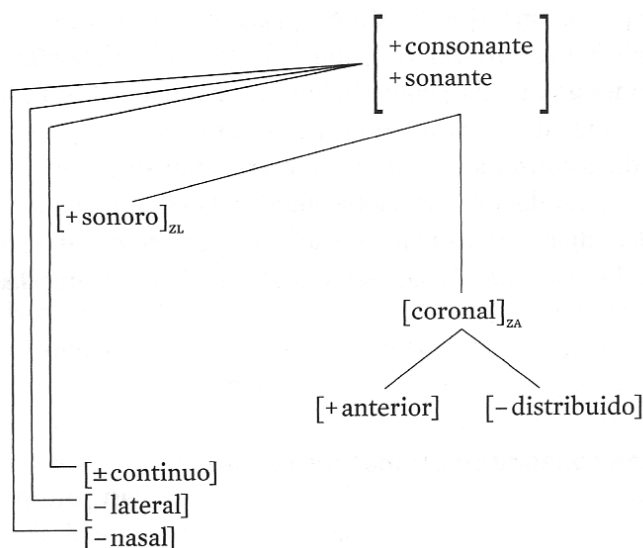 +consonante
+sonante
[+sonoro]ZL
[coronal]ZA
[+anterior] [−distribuido]
[±continuo]
[−lateral]
[−nasal]